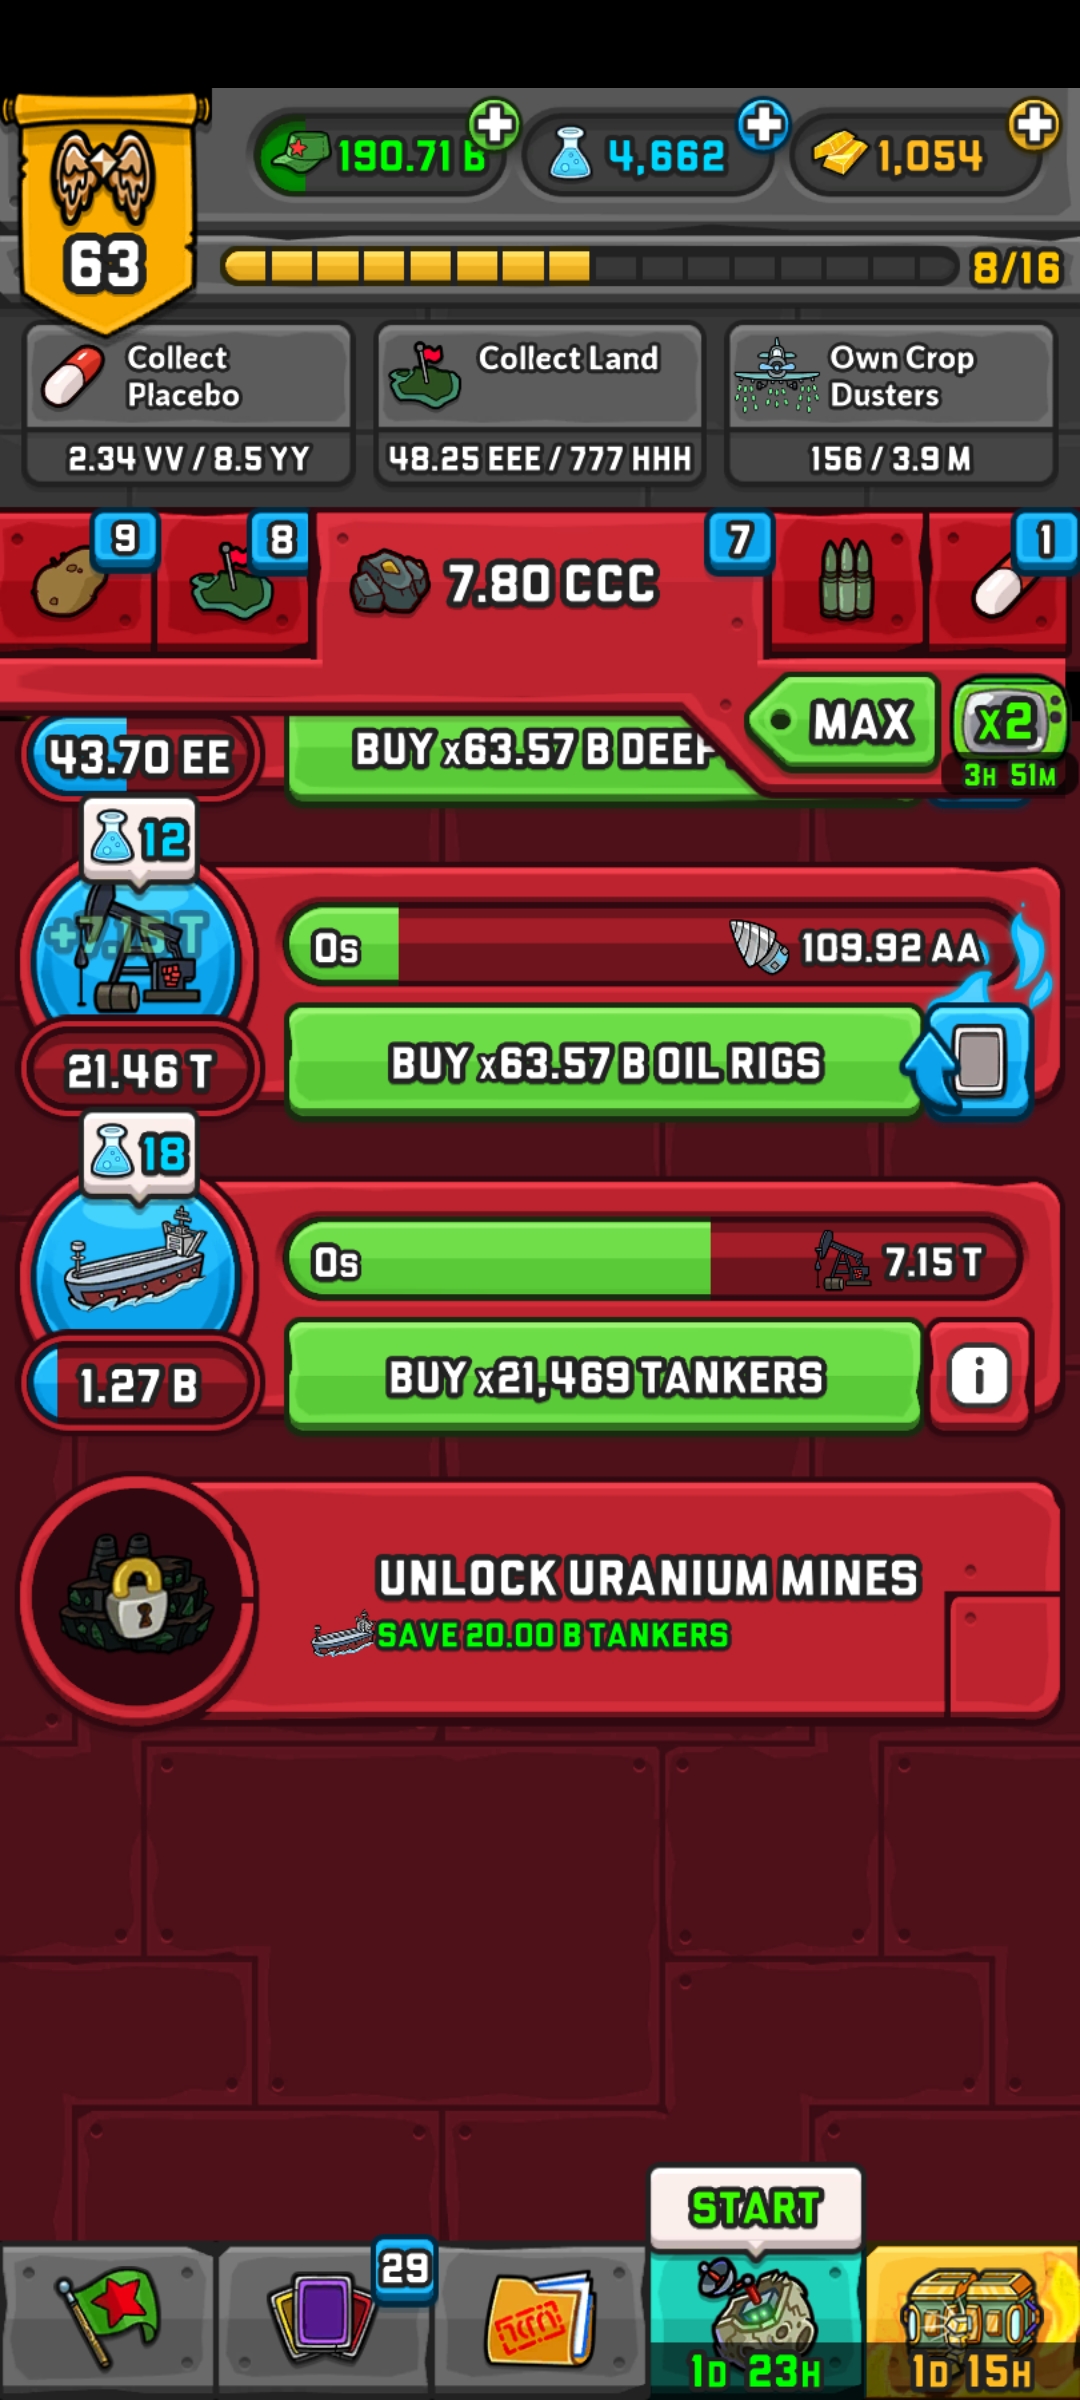 190.71 B
4,662
1,054
63
8/16
Collect
Placebo
Collect Land
Own Crop
Dusters
2.34 VV / 8.5 YY
48.25 EEE / 777 HHH
156 / 3.9 M
9
8
7.80 CCC
7
1
MAX
x2
3H 51M
43.70 EE
BUY x63.57 B DEEP
12
+7.15 T
0s
109.92 AA
21.46 T
BUY x63.57 B OIL RIGS
18
0s
7.15 T
1.27 B
BUY x21,469 TANKERS
i
UNLOCK URANIUM MINES
SAVE 20.00 B TANKERS
START
29
1D 23H
1D 15H